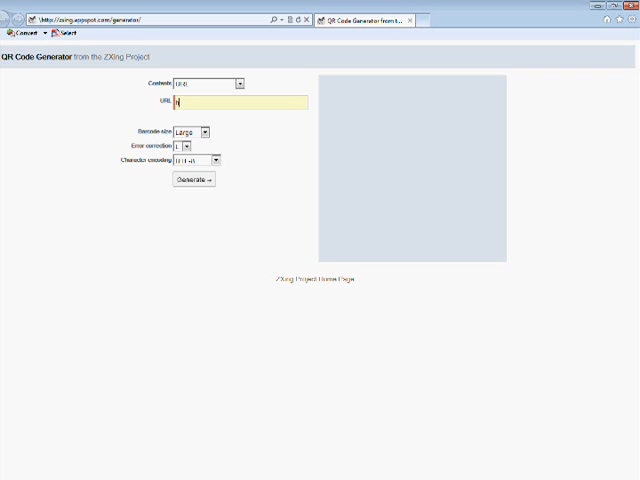 http://zxing.appspot.com/generator/
QR Code Generator from t...
Convert
Select
QR Code Generator from the ZXing Project
Contents URL
URL h
Barcode size Large
Error correction L
Character encoding UTF-8
Generate →
ZXing Project Home Page